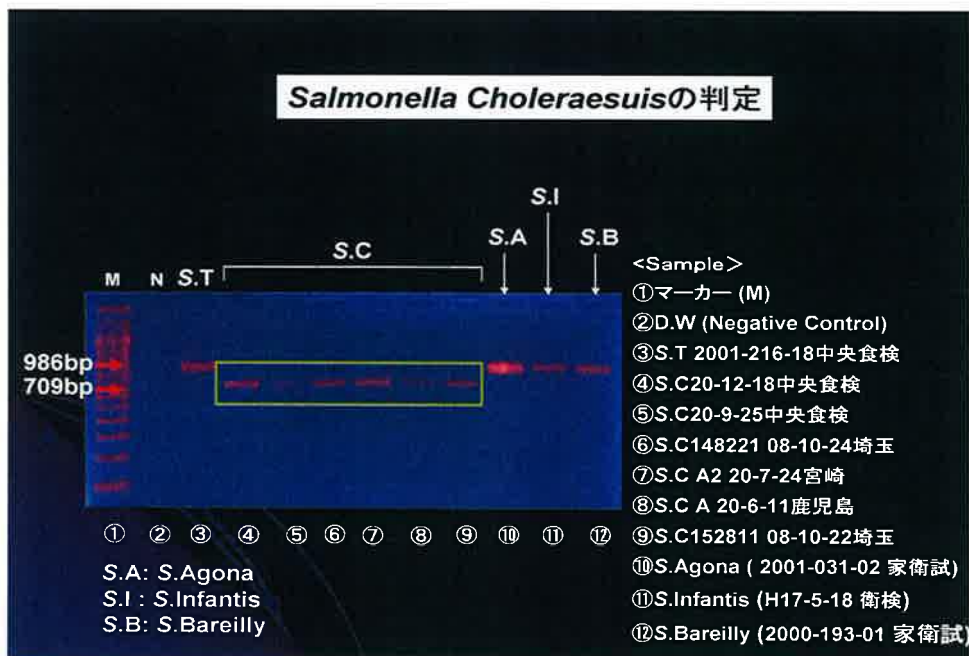 Salmonella Choleraesuisの判定
S.I
S.A
S.B
S.C
M N S.T
986bp
709bp
① ② ③ ④ ⑤ ⑥ ⑦ ⑧ ⑨ ⑩ ⑪ ⑫
S.A: S.Agona
S.I : S.Infantis
S.B: S.Bareilly
<Sample>
①マーカー (M)
②D.W (Negative Control)
③S.T 2001-216-18中央食検
④S.C20-12-18中央食検
⑤S.C20-9-25中央食検
⑥S.C148221 08-10-24埼玉
⑦S.C A2 20-7-24宮崎
⑧S.C A 20-6-11鹿児島
⑨S.C152811 08-10-22埼玉
⑩S.Agona ( 2001-031-02 家衛試)
⑪S.Infantis (H17-5-18 衛検)
⑫S.Bareilly (2000-193-01 家衛試)